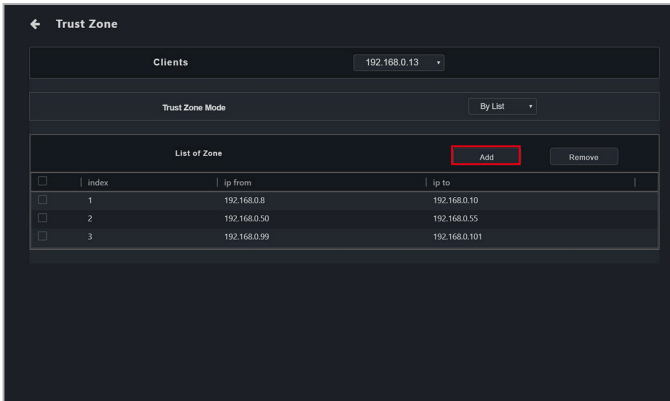 Trust Zone
Clients 192.168.0.13
Trust Zone Mode By List
List of Zone Add Remove
index ip from ip to
1 192.168.0.8 192.168.0.10
2 192.168.0.50 192.168.0.55
3 192.168.0.99 192.168.0.101